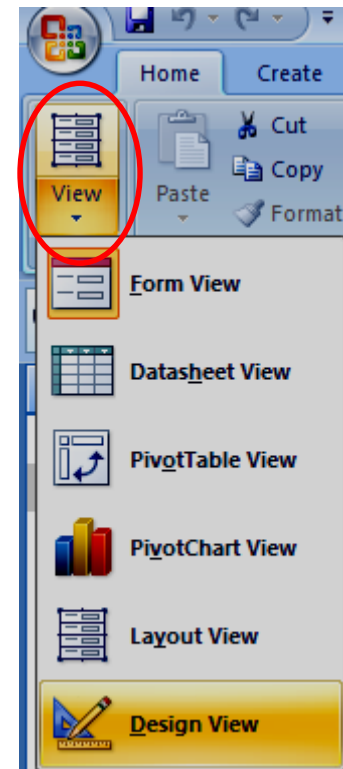 Home Create
Cut
Copy
View Paste
Format
Form View
Datasheet View
PivotTable View
PivotChart View
Layout View
Design View